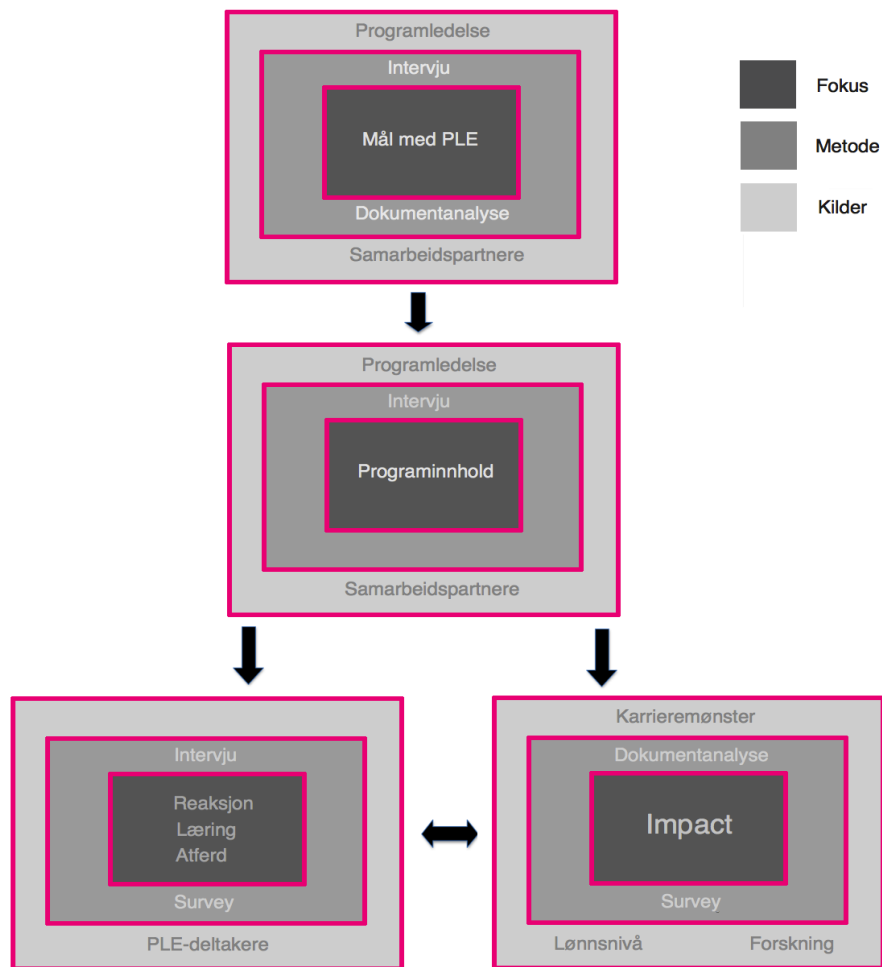 Programledelse
Intervju
Mål med PLE
Dokumentanalyse
Samarbeidspartnere
Fokus
Metode
Kilder
Programledelse
Intervju
Programinnhold
Samarbeidspartnere
Intervju
Reaksjon
Læring
Atferd
Survey
PLE-deltakere
Karrieremønster
Dokumentanalyse
Impact
Survey
Lønnsnivå
Forskning